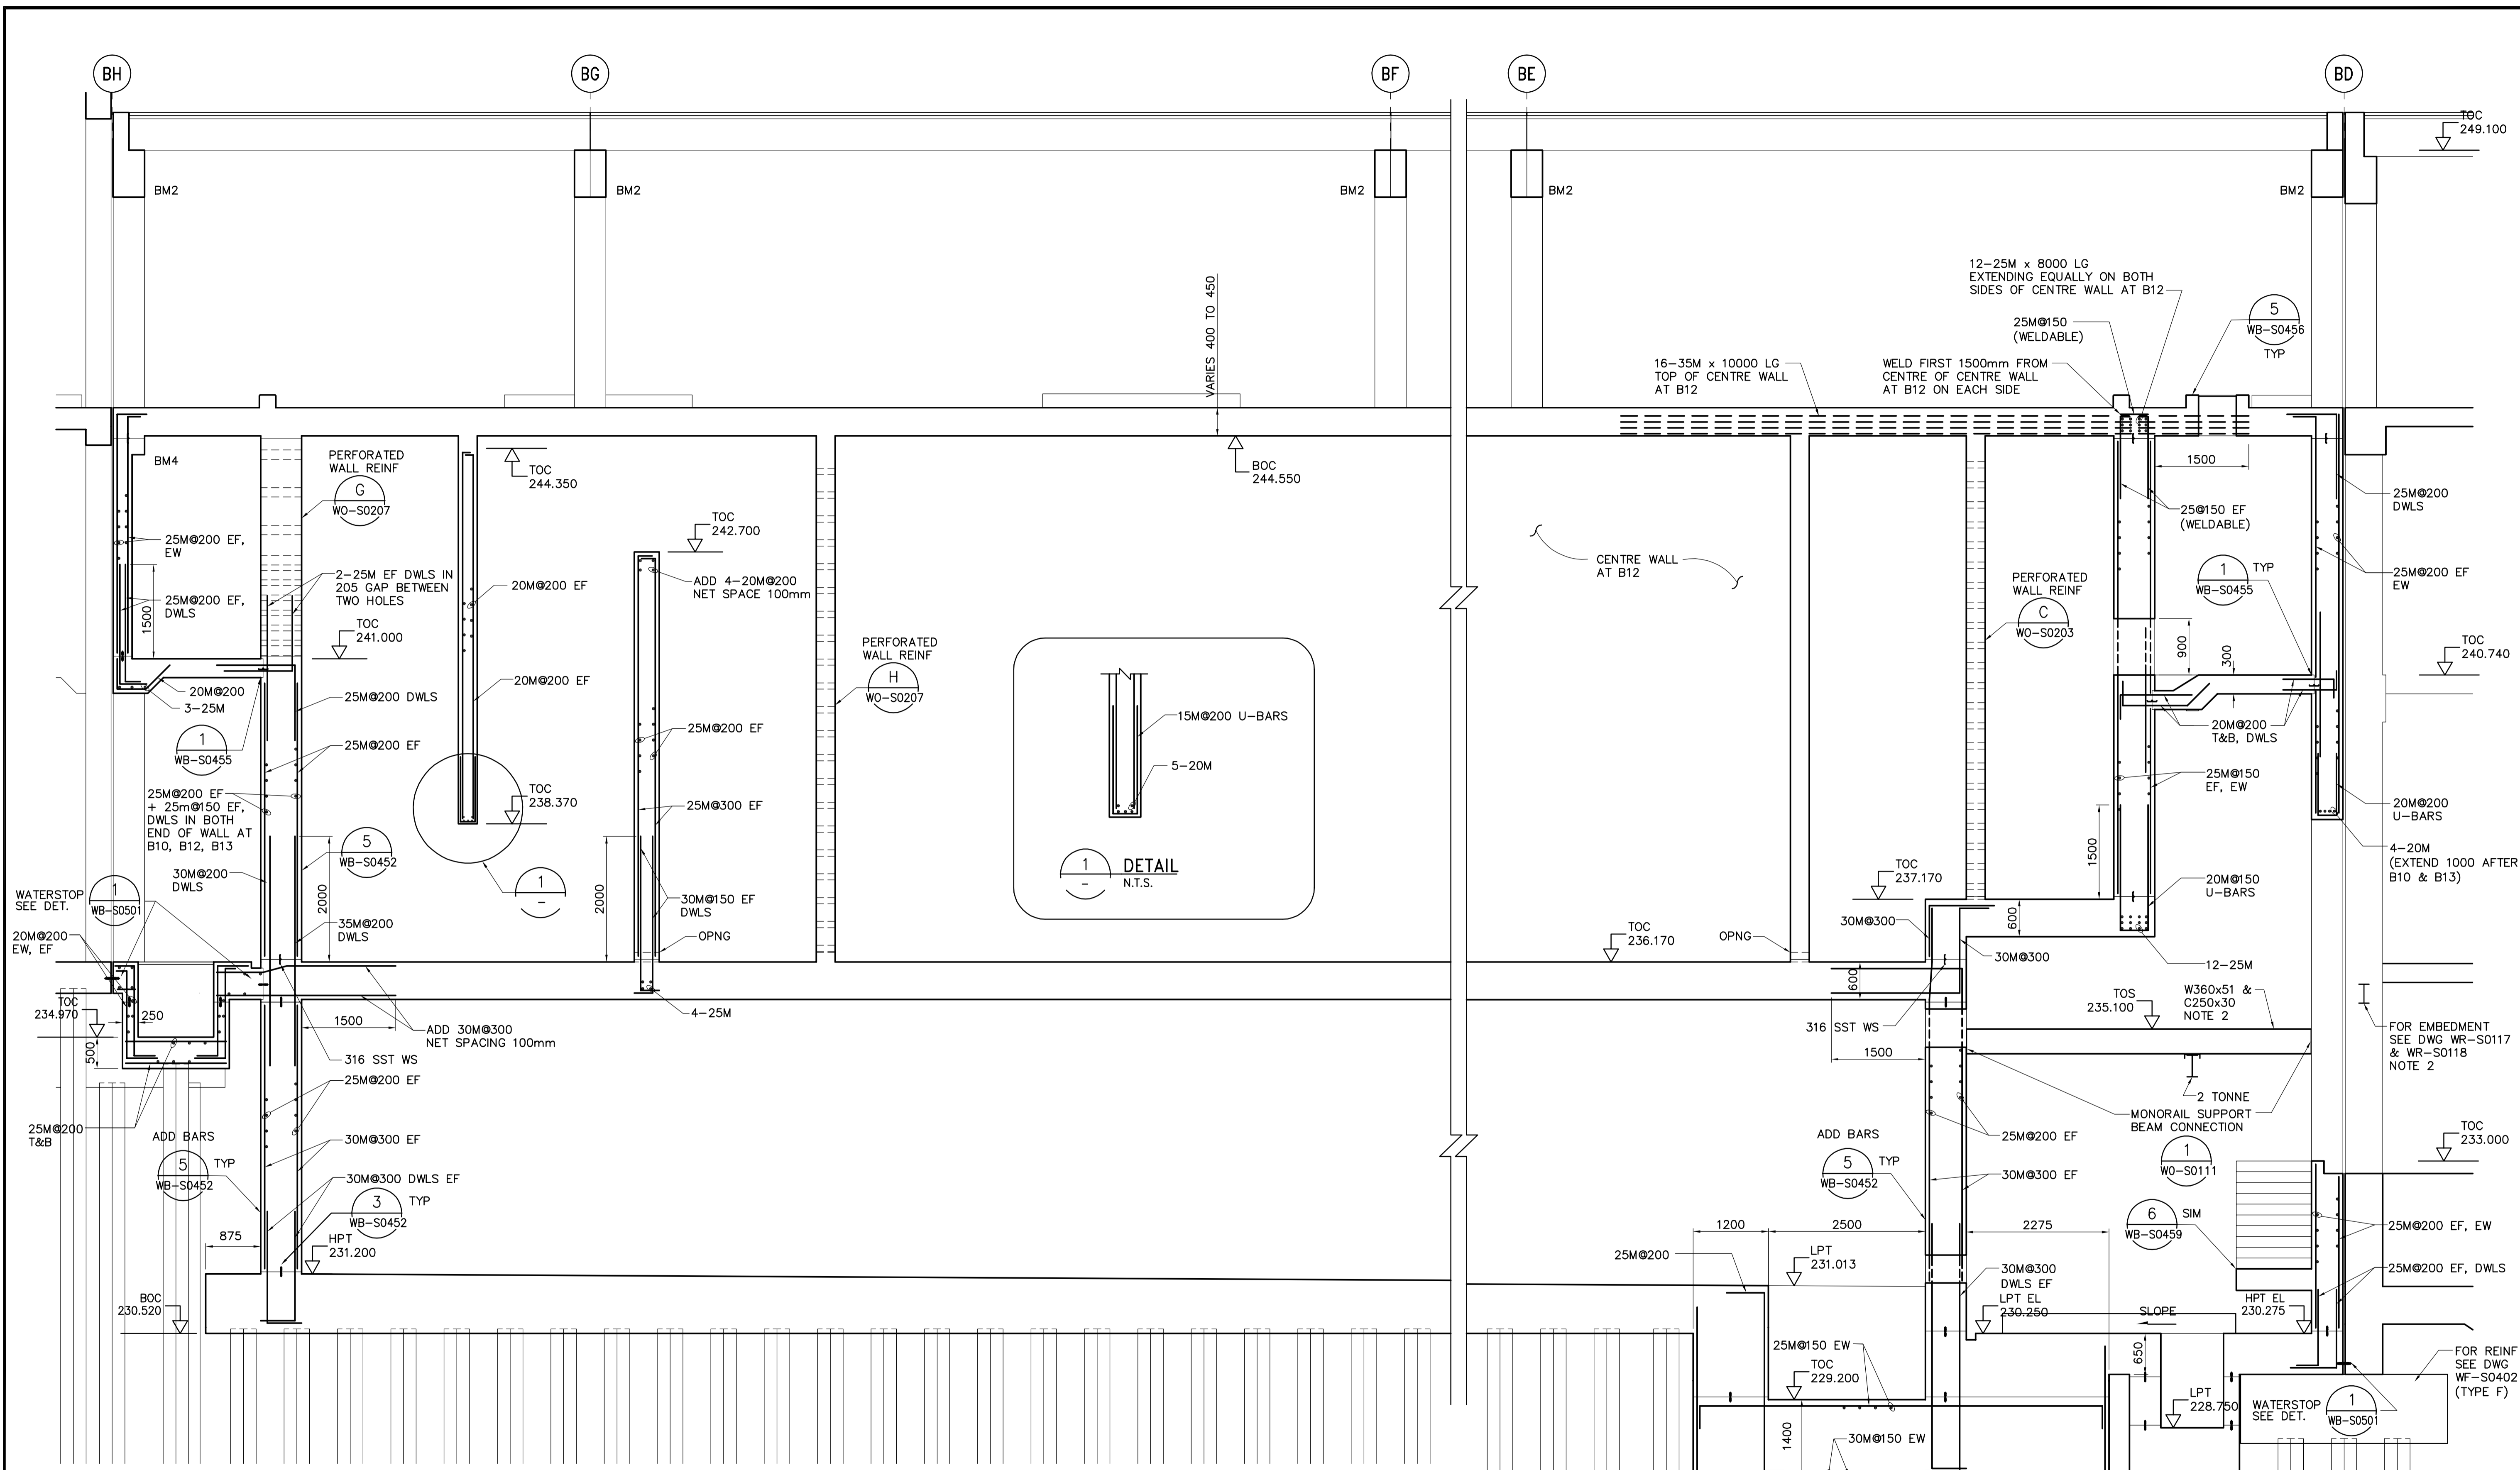 BH
BG
BF
BE
BD
TOC
249.100
BM2
BM2
BM2
BM2
BM2
VARIES 400 TO 450
12-25M x 8000 LG
EXTENDING EQUALLY ON BOTH
SIDES OF CENTRE WALL AT B12
25M@150
(WELDABLE)
5
WB-S0456
TYP
16-35M x 10000 LG
TOP OF CENTRE WALL
AT B12
WELD FIRST 1500mm FROM
CENTRE OF CENTRE WALL
AT B12 ON EACH SIDE
BM4
PERFORATED
WALL REINF
G
WO-S0207
TOC
244.350
BOC
244.550
1500
25M@200
DWLS
25@150 EF
(WELDABLE)
TOC
242.700
25M@200 EF,
EW
2-25M EF DWLS IN
205 GAP BETWEEN
TWO HOLES
20M@200 EF
ADD 4-20M@200
NET SPACE 100mm
CENTRE WALL
AT B12
PERFORATED
WALL REINF
C
WO-S0203
1
WB-S0455
TYP
25M@200 EF
EW
25M@200 EF,
DWLS
1500
TOC
241.000
PERFORATED
WALL REINF
H
WO-S0207
900
300
TOC
240.740
20M@200
3-25M
25M@200 DWLS
20M@200 EF
15M@200 U-BARS
5-20M
1
-
DETAIL
N.T.S.
20M@200
T&B, DWLS
1
WB-S0455
25M@200 EF
25M@200 EF
25M@150
EF, EW
25M@200 EF
+ 25m@150 EF,
DWLS IN BOTH
END OF WALL AT
B10, B12, B13
TOC
238.370
25M@300 EF
20M@200
U-BARS
5
WB-S0452
1500
4-20M
(EXTEND 1000 AFTER
B10 & B13)
30M@200
DWLS
2000
1
-
2000
30M@150 EF
DWLS
TOC
237.170
20M@150
U-BARS
WATERSTOP
SEE DET.
1
WB-S0501
35M@200
DWLS
OPNG
TOC
236.170
OPNG
30M@300
600
20M@200
EW, EF
30M@300
12-25M
600
TOC
234.970
250
1500
ADD 30M@300
NET SPACING 100mm
4-25M
316 SST WS
TOS
235.100
W360x51 &
C250x30
NOTE 2
FOR EMBEDMENT
SEE DWG WR-S0117
& WR-S0118
NOTE 2
500
316 SST WS
1500
25M@200 EF
2 TONNE
MONORAIL SUPPORT
BEAM CONNECTION
1
WO-S0111
25M@200
T&B
ADD BARS
5
WB-S0452
TYP
30M@300 EF
ADD BARS
5
WB-S0452
TYP
25M@200 EF
TOC
233.000
30M@300 DWLS EF
3
WB-S0452
TYP
30M@300 EF
6
WB-S0459
SIM
25M@200 EF, EW
875
HPT
231.200
1200
2500
2275
25M@200
LPT
231.013
30M@300
DWLS EF
25M@200 EF, DWLS
BOC
230.520
LPT EL
230.250
SLOPE
HPT EL
230.275
25M@150 EW
TOC
229.200
650
FOR REINF
SEE DWG
WF-S0402
(TYPE F)
LPT
228.750
WATERSTOP
SEE DET.
1
WB-S0501
1400
30M@150 EW